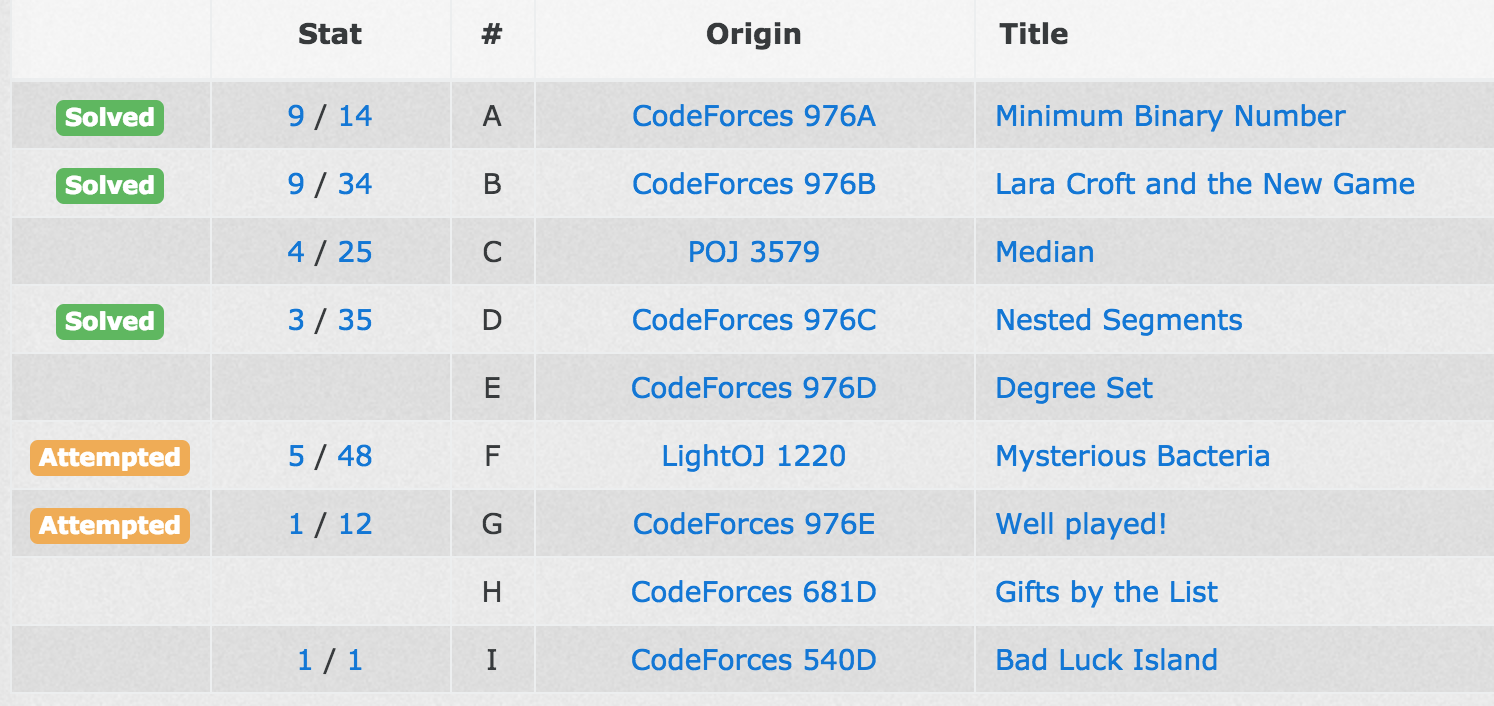 Stat # Origin Title
Solved 9 / 14 A CodeForces 976A Minimum Binary Number
Solved 9 / 34 B CodeForces 976B Lara Croft and the New Game
4 / 25 C POJ 3579 Median
Solved 3 / 35 D CodeForces 976C Nested Segments
E CodeForces 976D Degree Set
Attempted 5 / 48 F LightOJ 1220 Mysterious Bacteria
Attempted 1 / 12 G CodeForces 976E Well played!
H CodeForces 681D Gifts by the List
1 / 1 I CodeForces 540D Bad Luck Island